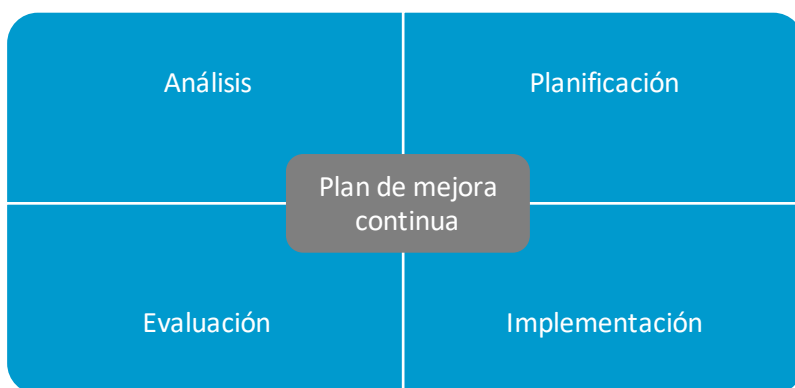 Análisis
Planificación
Plan de mejora
continua
Evaluación
Implementación